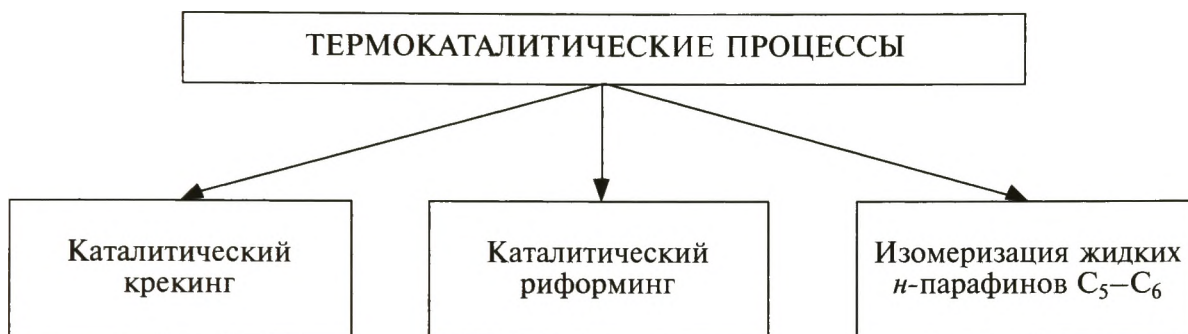 ТЕРМОКАТАЛИТИЧЕСКИЕ ПРОЦЕССЫ
Каталитический
крекинг
Каталитический
риформинг
Изомеризация жидких
н-парафинов C₅–C₆